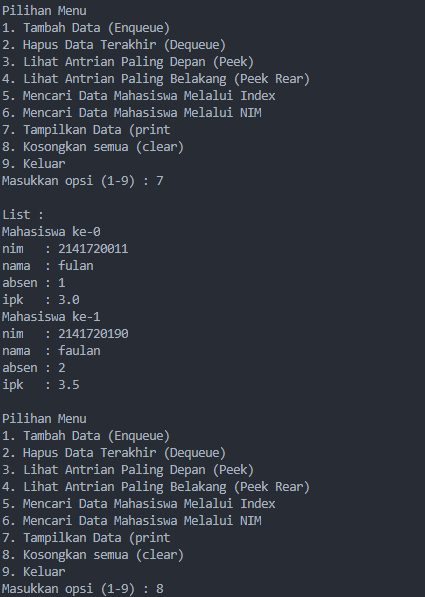 Pilihan Menu
1. Tambah Data (Enqueue)
2. Hapus Data Terakhir (Dequeue)
3. Lihat Antrian Paling Depan (Peek)
4. Lihat Antrian Paling Belakang (Peek Rear)
5. Mencari Data Mahasiswa Melalui Index
6. Mencari Data Mahasiswa Melalui NIM
7. Tampilkan Data (print
8. Kosongkan semua (clear)
9. Keluar
Masukkan opsi (1-9) : 7
List :
Mahasiswa ke-0
nim   : 2141720011
nama  : fulan
absen : 1
ipk   : 3.0
Mahasiswa ke-1
nim   : 2141720190
nama  : faulan
absen : 2
ipk   : 3.5
Pilihan Menu
1. Tambah Data (Enqueue)
2. Hapus Data Terakhir (Dequeue)
3. Lihat Antrian Paling Depan (Peek)
4. Lihat Antrian Paling Belakang (Peek Rear)
5. Mencari Data Mahasiswa Melalui Index
6. Mencari Data Mahasiswa Melalui NIM
7. Tampilkan Data (print
8. Kosongkan semua (clear)
9. Keluar
Masukkan opsi (1-9) : 8